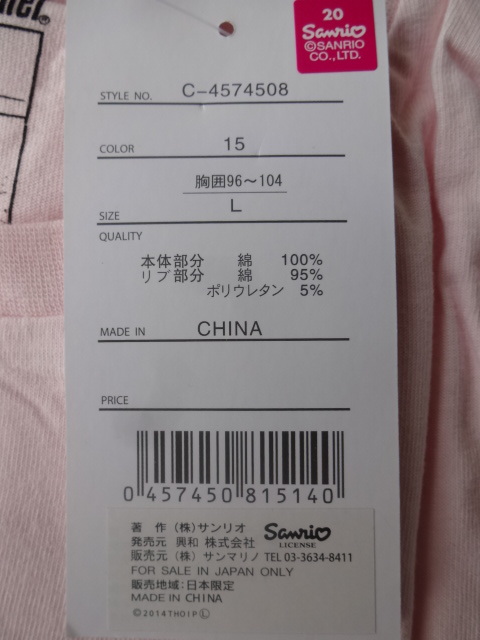 20
Sanrio
©SANRIO
CO., LTD.
STYLE NO. C-4574508
COLOR 15
胸囲96〜104
SIZE L
QUALITY
本体部分 綿 100%
リブ部分 綿 95%
ポリウレタン 5%
MADE IN CHINA
PRICE
0 457450 815140
著 作 (株)サンリオ
発売元 興和 株式会社
Sanrio
LICENSE
販売元 (株) サンマリノ TEL 03-3634-8411
FOR SALE IN JAPAN ONLY
販売地域: 日本限定
MADE IN CHINA
©2014THOIP Ⓛ